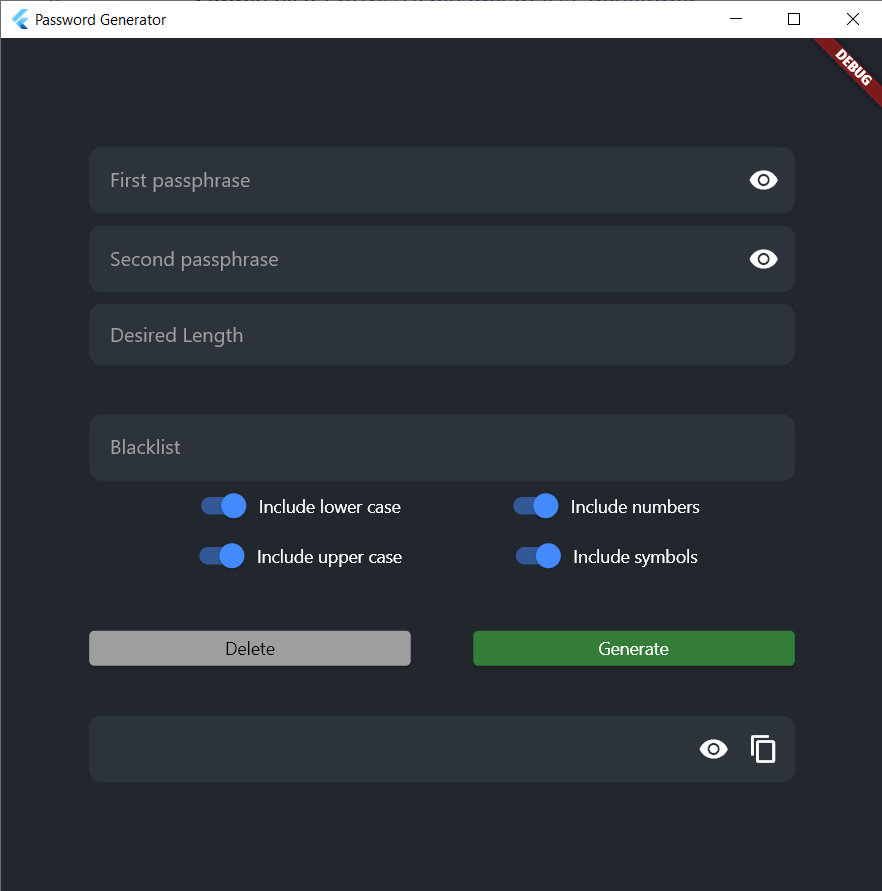 Password Generator
DEBUG
First passphrase
Second passphrase
Desired Length
Blacklist
Include lower case
Include numbers
Include upper case
Include symbols
Delete
Generate